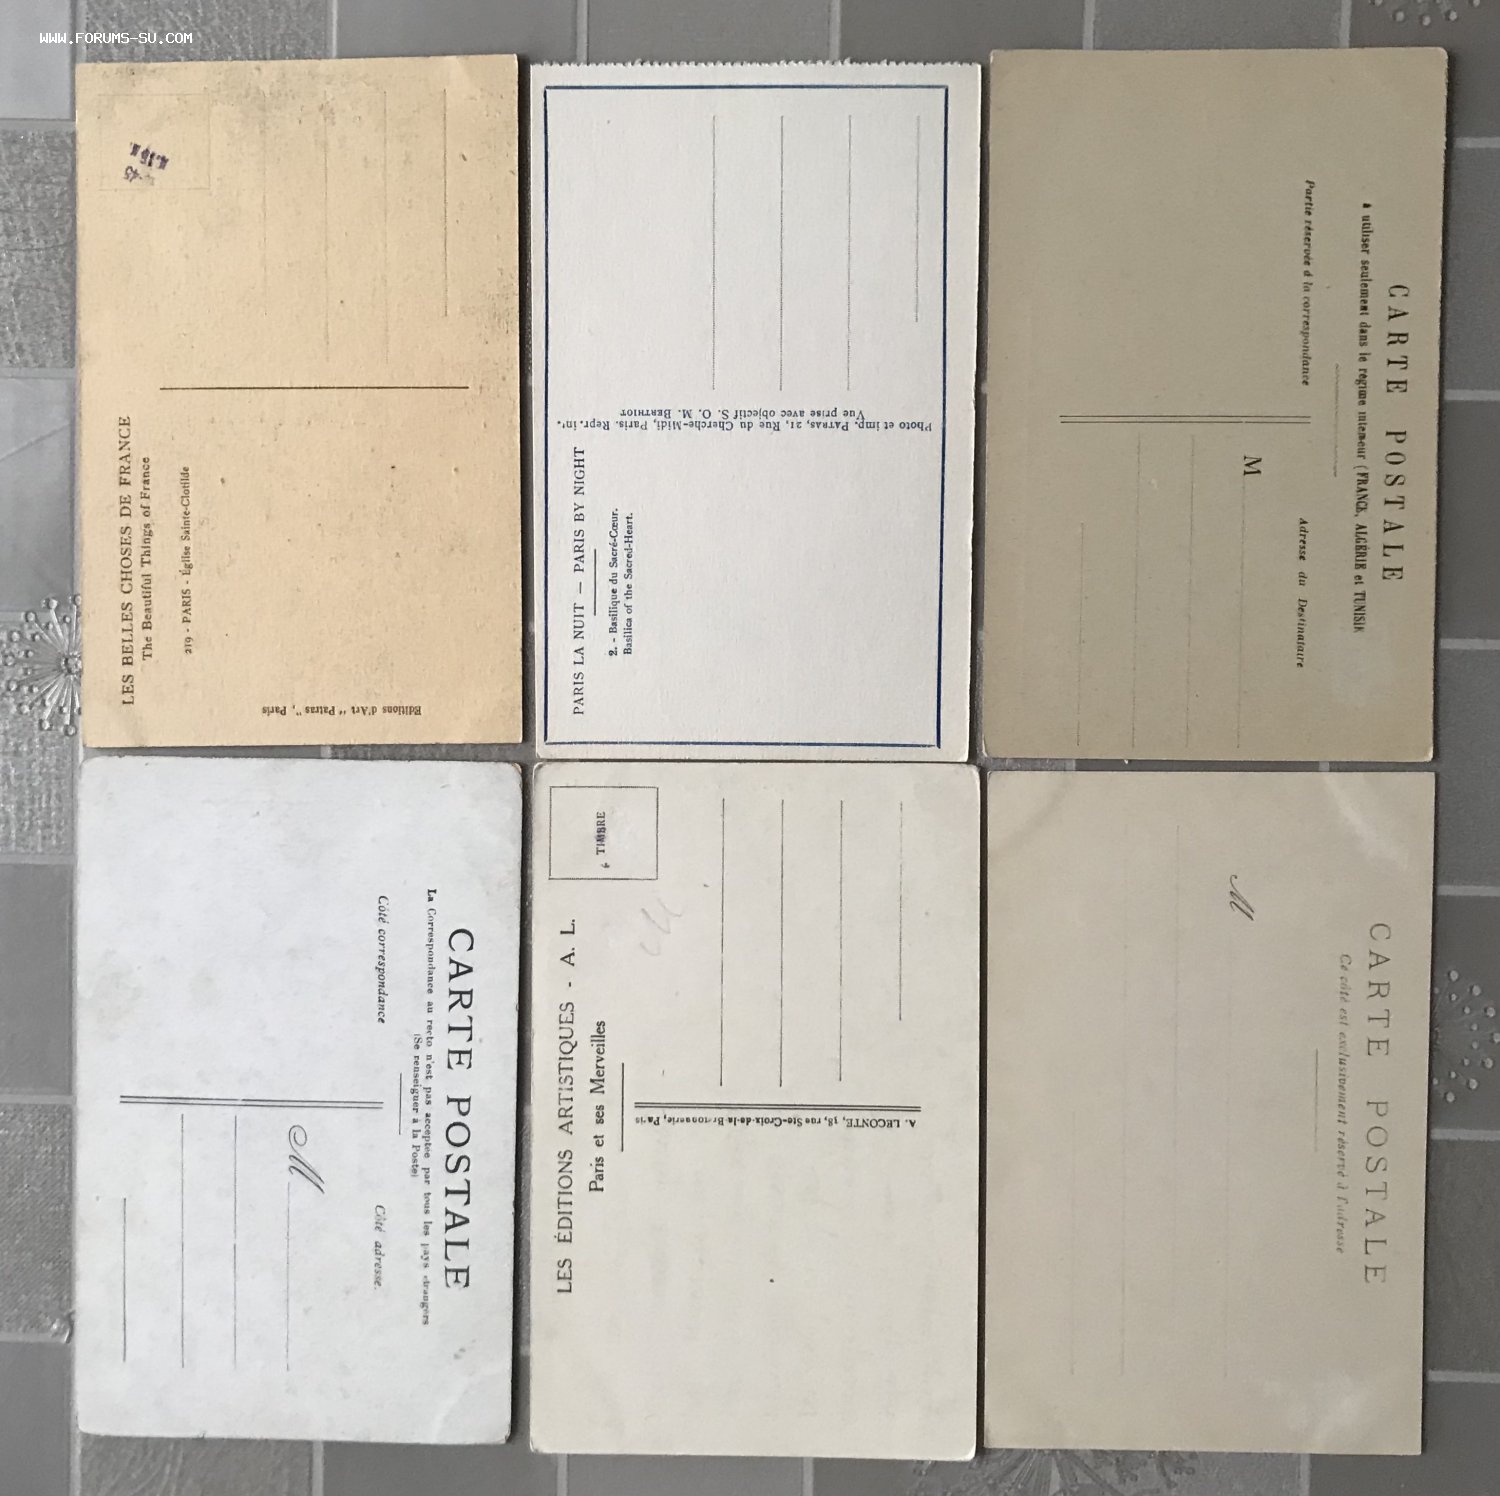 WWW.FORUMS-SU.COM
LES BELLES CHOSES DE FRANCE
The Beautiful Things of France
219 - PARIS - Église Sainte-Clotilde
Editions d'Art "Patras", Paris
PARIS LA NUIT — PARIS BY NIGHT
2. - Basilique du Sacré-Cœur.
Basilica of the Sacred-Heart.
Photo et imp. PATRAS, 21, Rue du Cherche-Midi, Paris. Repr. int.
Vue prise avec objectif S. O. M. BERTHIOT
CARTE POSTALE
à utiliser seulement dans le régime intérieur (FRANCE, ALGÉRIE et TUNISIE
Partie réservée à la correspondance
Adresse du Destinataire
M
CARTE POSTALE
La Correspondance au recto n'est pas acceptée par tous les pays étrangers
(Se renseigner à la Poste)
Côté correspondance
Côté adresse.
M
TIMBRE
LES ÉDITIONS ARTISTIQUES - A. L.
Paris et ses Merveilles
A. LECONTE, 38, rue Ste-Croix-de-la-Bretonnerie, Paris
CARTE POSTALE
Ce côté est exclusivement réservé à l'adresse
M